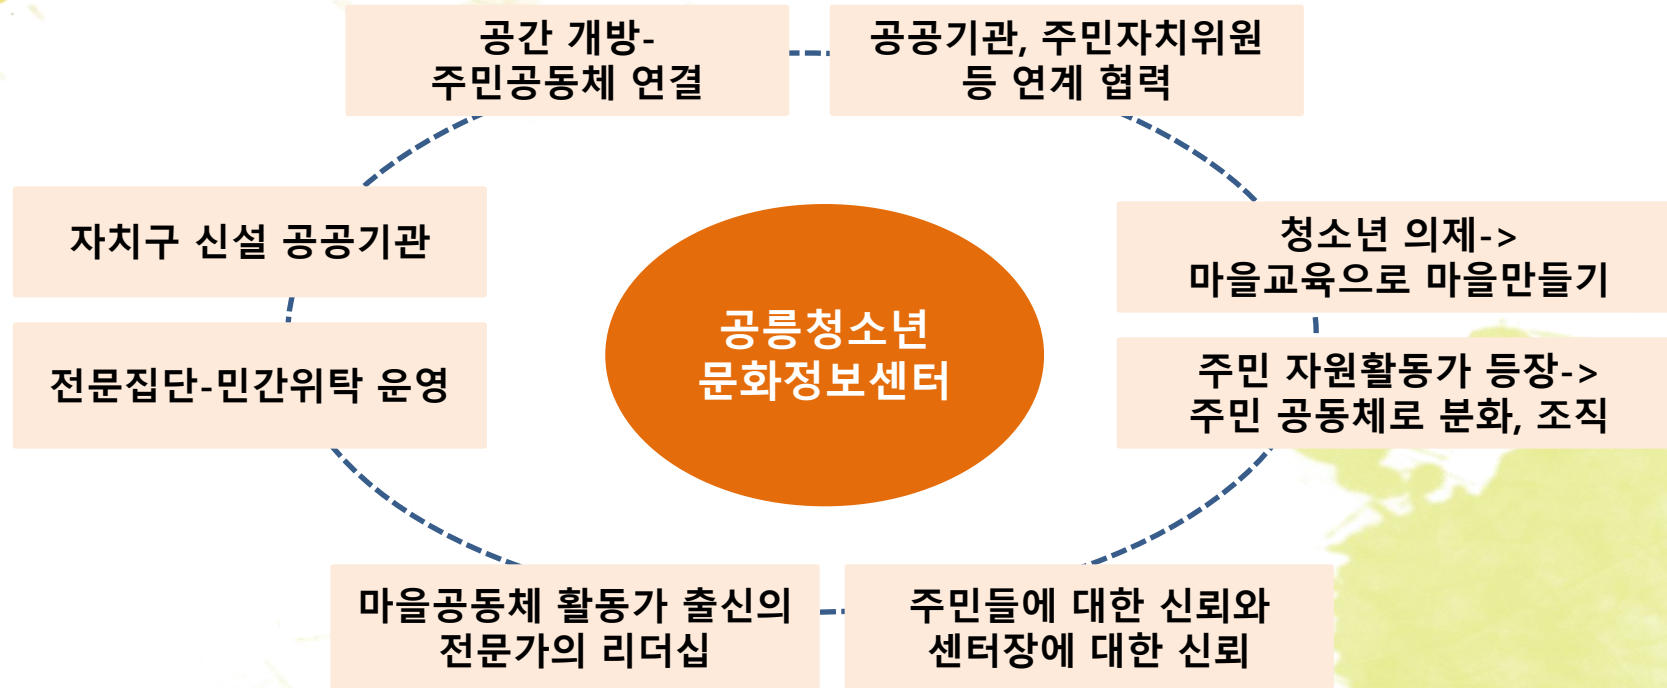 공간 개방-
주민공동체 연결
공공기관, 주민자치위원
등 연계 협력
자치구 신설 공공기관
청소년 의제->
마을교육으로 마을만들기
공릉청소년
문화정보센터
전문집단-민간위탁 운영
주민 자원활동가 등장->
주민 공동체로 분화, 조직
마을공동체 활동가 출신의
전문가의 리더십
주민들에 대한 신뢰와
센터장에 대한 신뢰